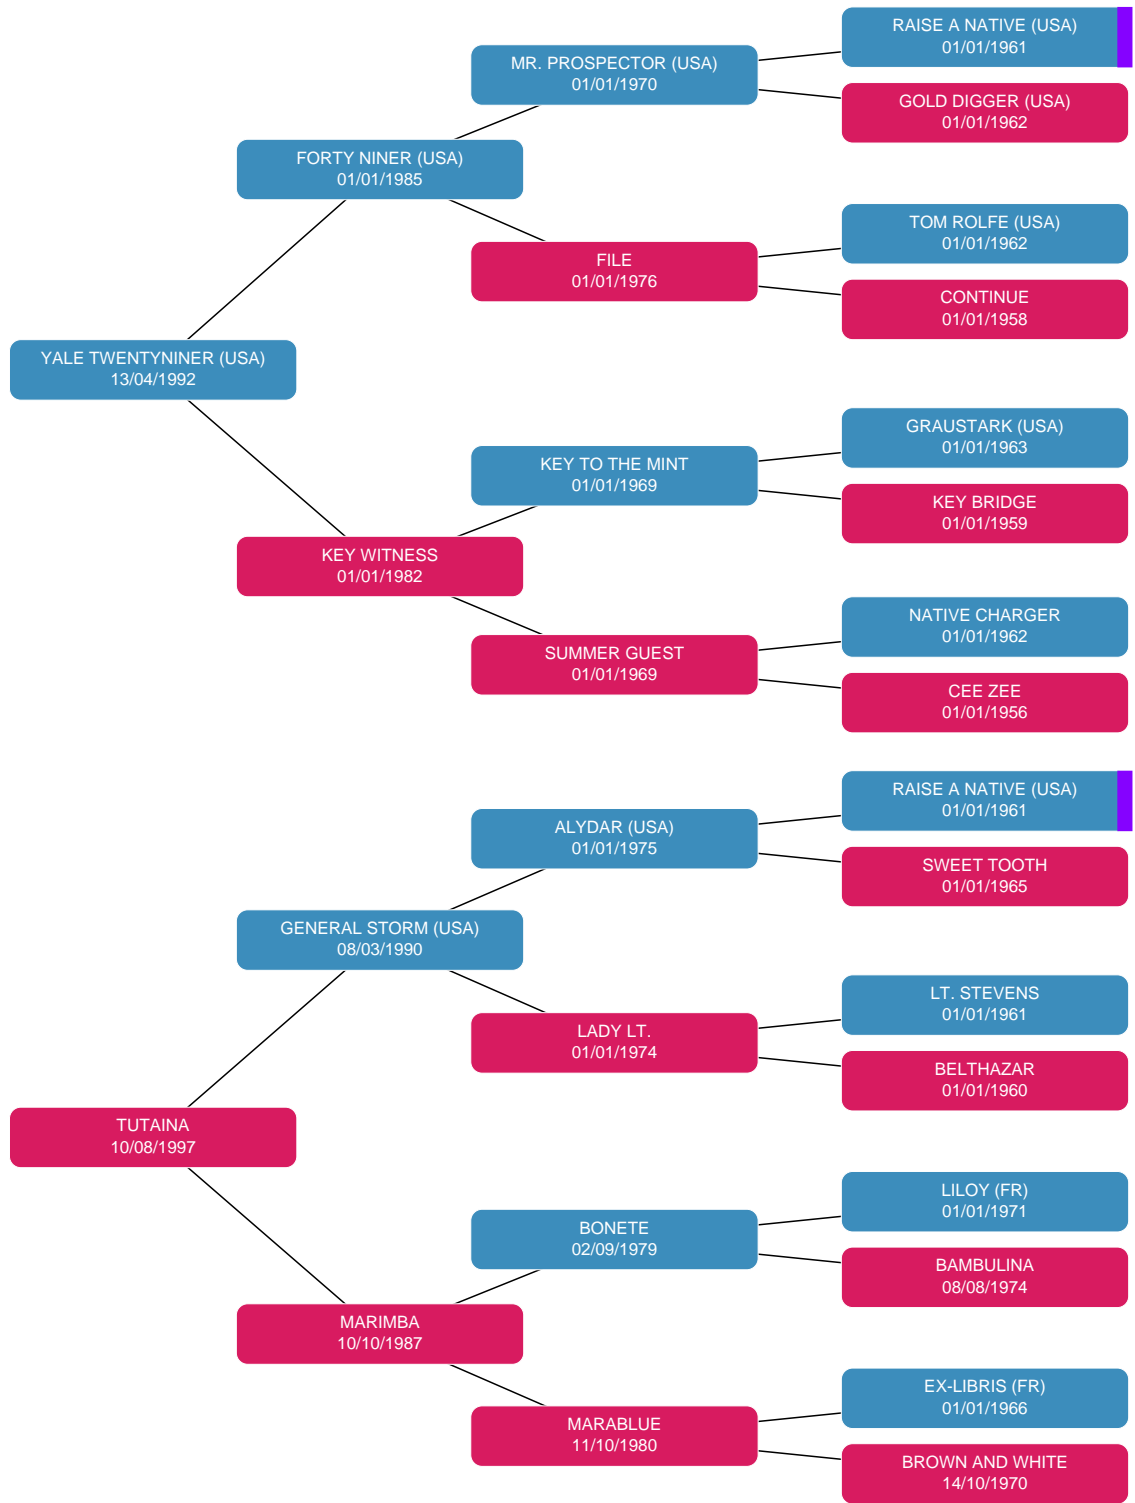 RAISE A NATIVE (USA)
01/01/1961
MR. PROSPECTOR (USA)
01/01/1970
GOLD DIGGER (USA)
01/01/1962
FORTY NINER (USA)
01/01/1985
TOM ROLFE (USA)
01/01/1962
FILE
01/01/1976
CONTINUE
01/01/1958
YALE TWENTYNINER (USA)
13/04/1992
GRAUSTARK (USA)
01/01/1963
KEY TO THE MINT
01/01/1969
KEY BRIDGE
01/01/1959
KEY WITNESS
01/01/1982
NATIVE CHARGER
01/01/1962
SUMMER GUEST
01/01/1969
CEE ZEE
01/01/1956
RAISE A NATIVE (USA)
01/01/1961
ALYDAR (USA)
01/01/1975
SWEET TOOTH
01/01/1965
GENERAL STORM (USA)
08/03/1990
LT. STEVENS
01/01/1961
LADY LT.
01/01/1974
BELTHAZAR
01/01/1960
TUTAINA
10/08/1997
LILOY (FR)
01/01/1971
BONETE
02/09/1979
BAMBULINA
08/08/1974
MARIMBA
10/10/1987
EX-LIBRIS (FR)
01/01/1966
MARABLUE
11/10/1980
BROWN AND WHITE
14/10/1970